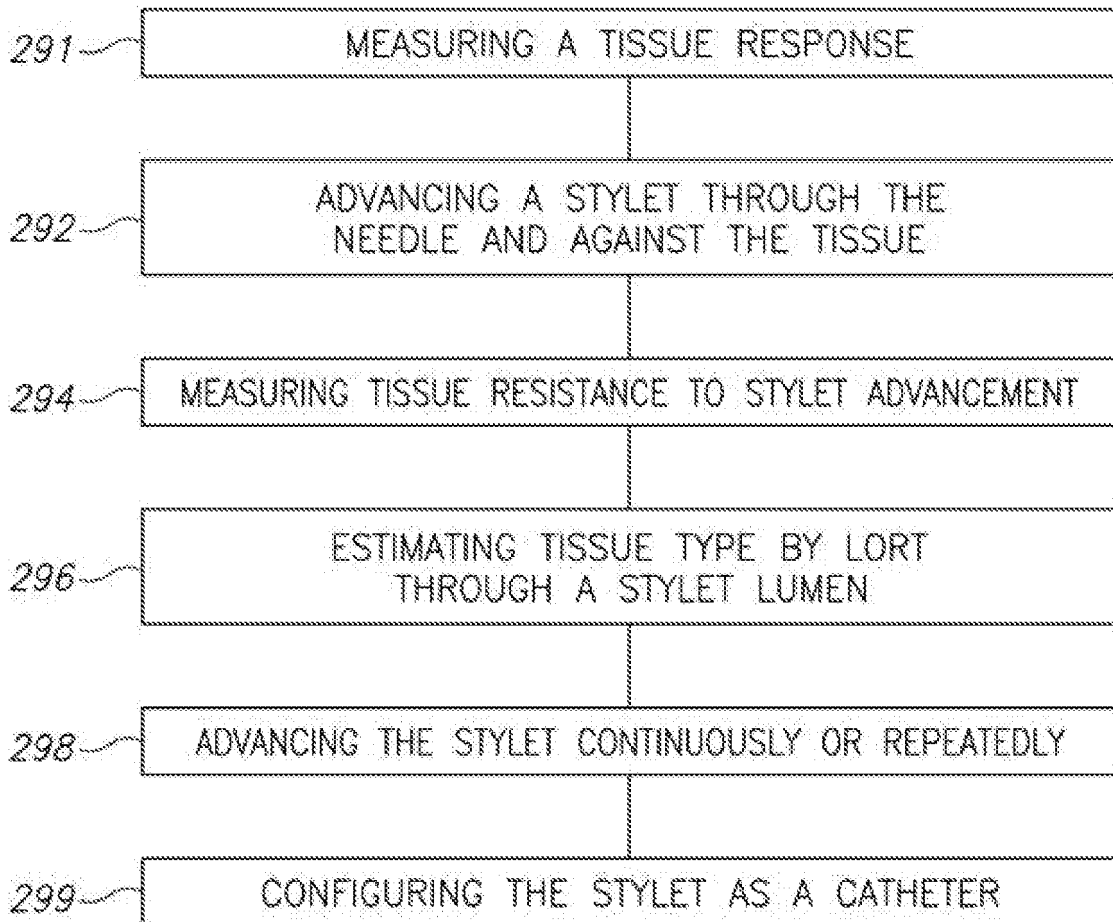 291 MEASURING A TISSUE RESPONSE
292 ADVANCING A STYLET THROUGH THE
NEEDLE AND AGAINST THE TISSUE
294 MEASURING TISSUE RESISTANCE TO STYLET ADVANCEMENT
296 ESTIMATING TISSUE TYPE BY LORT
THROUGH A STYLET LUMEN
298 ADVANCING THE STYLET CONTINUOUSLY OR REPEATEDLY
299 CONFIGURING THE STYLET AS A CATHETER